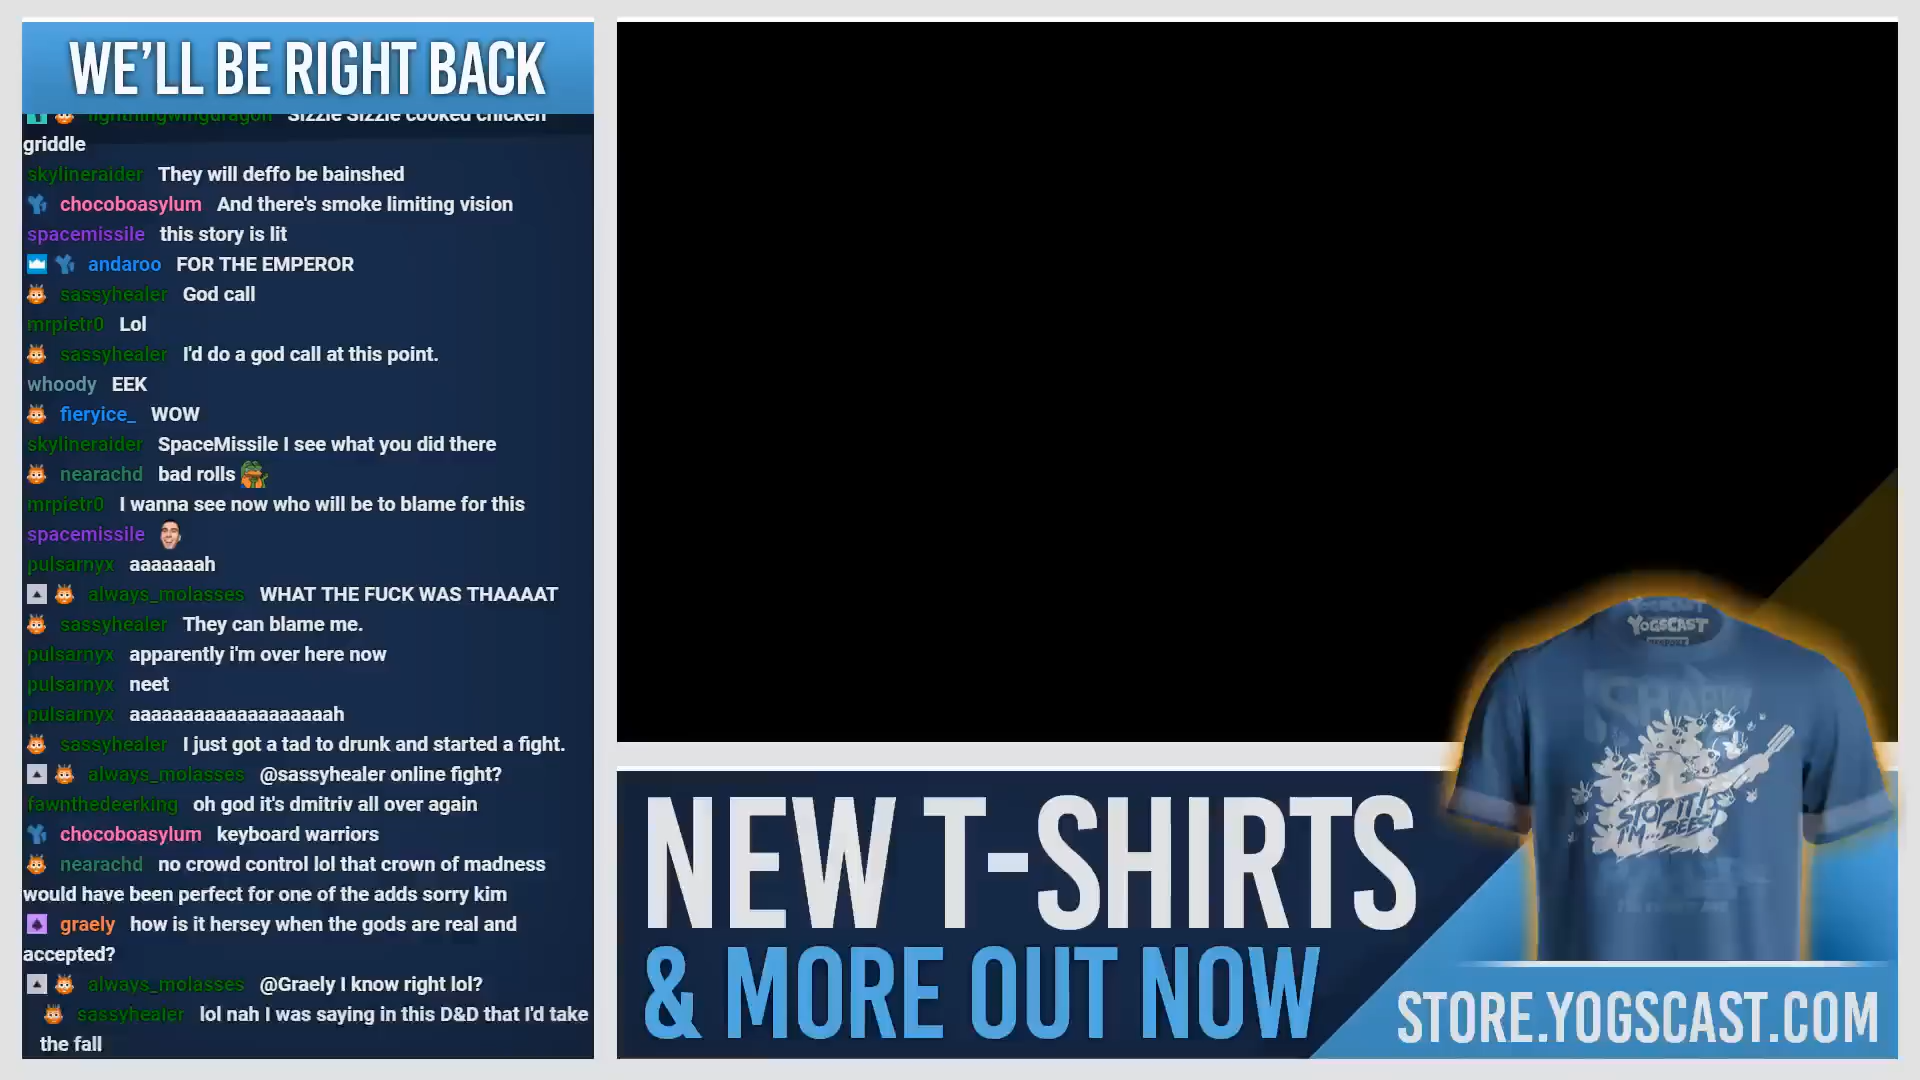 WE'LL BE RIGHT BACK
lightningwingdragon Sizzle Sizzle cooked chicken
griddle
skylineraider They will deffo be bainshed
chocoboasylum And there's smoke limiting vision
spacemissile this story is lit
andaroo FOR THE EMPEROR
sassyhealer God call
mrpietr0 Lol
sassyhealer I'd do a god call at this point.
whoody EEK
fieryice_ WOW
skylineraider SpaceMissile I see what you did there
nearachd bad rolls
mrpietr0 I wanna see now who will be to blame for this
spacemissile
pulsarnyx aaaaaaah
always_molasses WHAT THE FUCK WAS THAAAAT
sassyhealer They can blame me.
pulsarnyx apparently i'm over here now
pulsarnyx neet
pulsarnyx aaaaaaaaaaaaaaaaaaah
sassyhealer I just got a tad to drunk and started a fight.
always_molasses @sassyhealer online fight?
fawnthedeerking oh god it's dmitriv all over again
chocoboasylum keyboard warriors
nearachd no crowd control lol that crown of madness
would have been perfect for one of the adds sorry kim
graely how is it hersey when the gods are real and
accepted?
always_molasses @Graely I know right lol?
sassyhealer lol nah I was saying in this D&D that I'd take
the fall
YOGSCAST
STOP IT!
I'M...BEES!
NEW T-SHIRTS
& MORE OUT NOW
STORE.YOGSCAST.COM